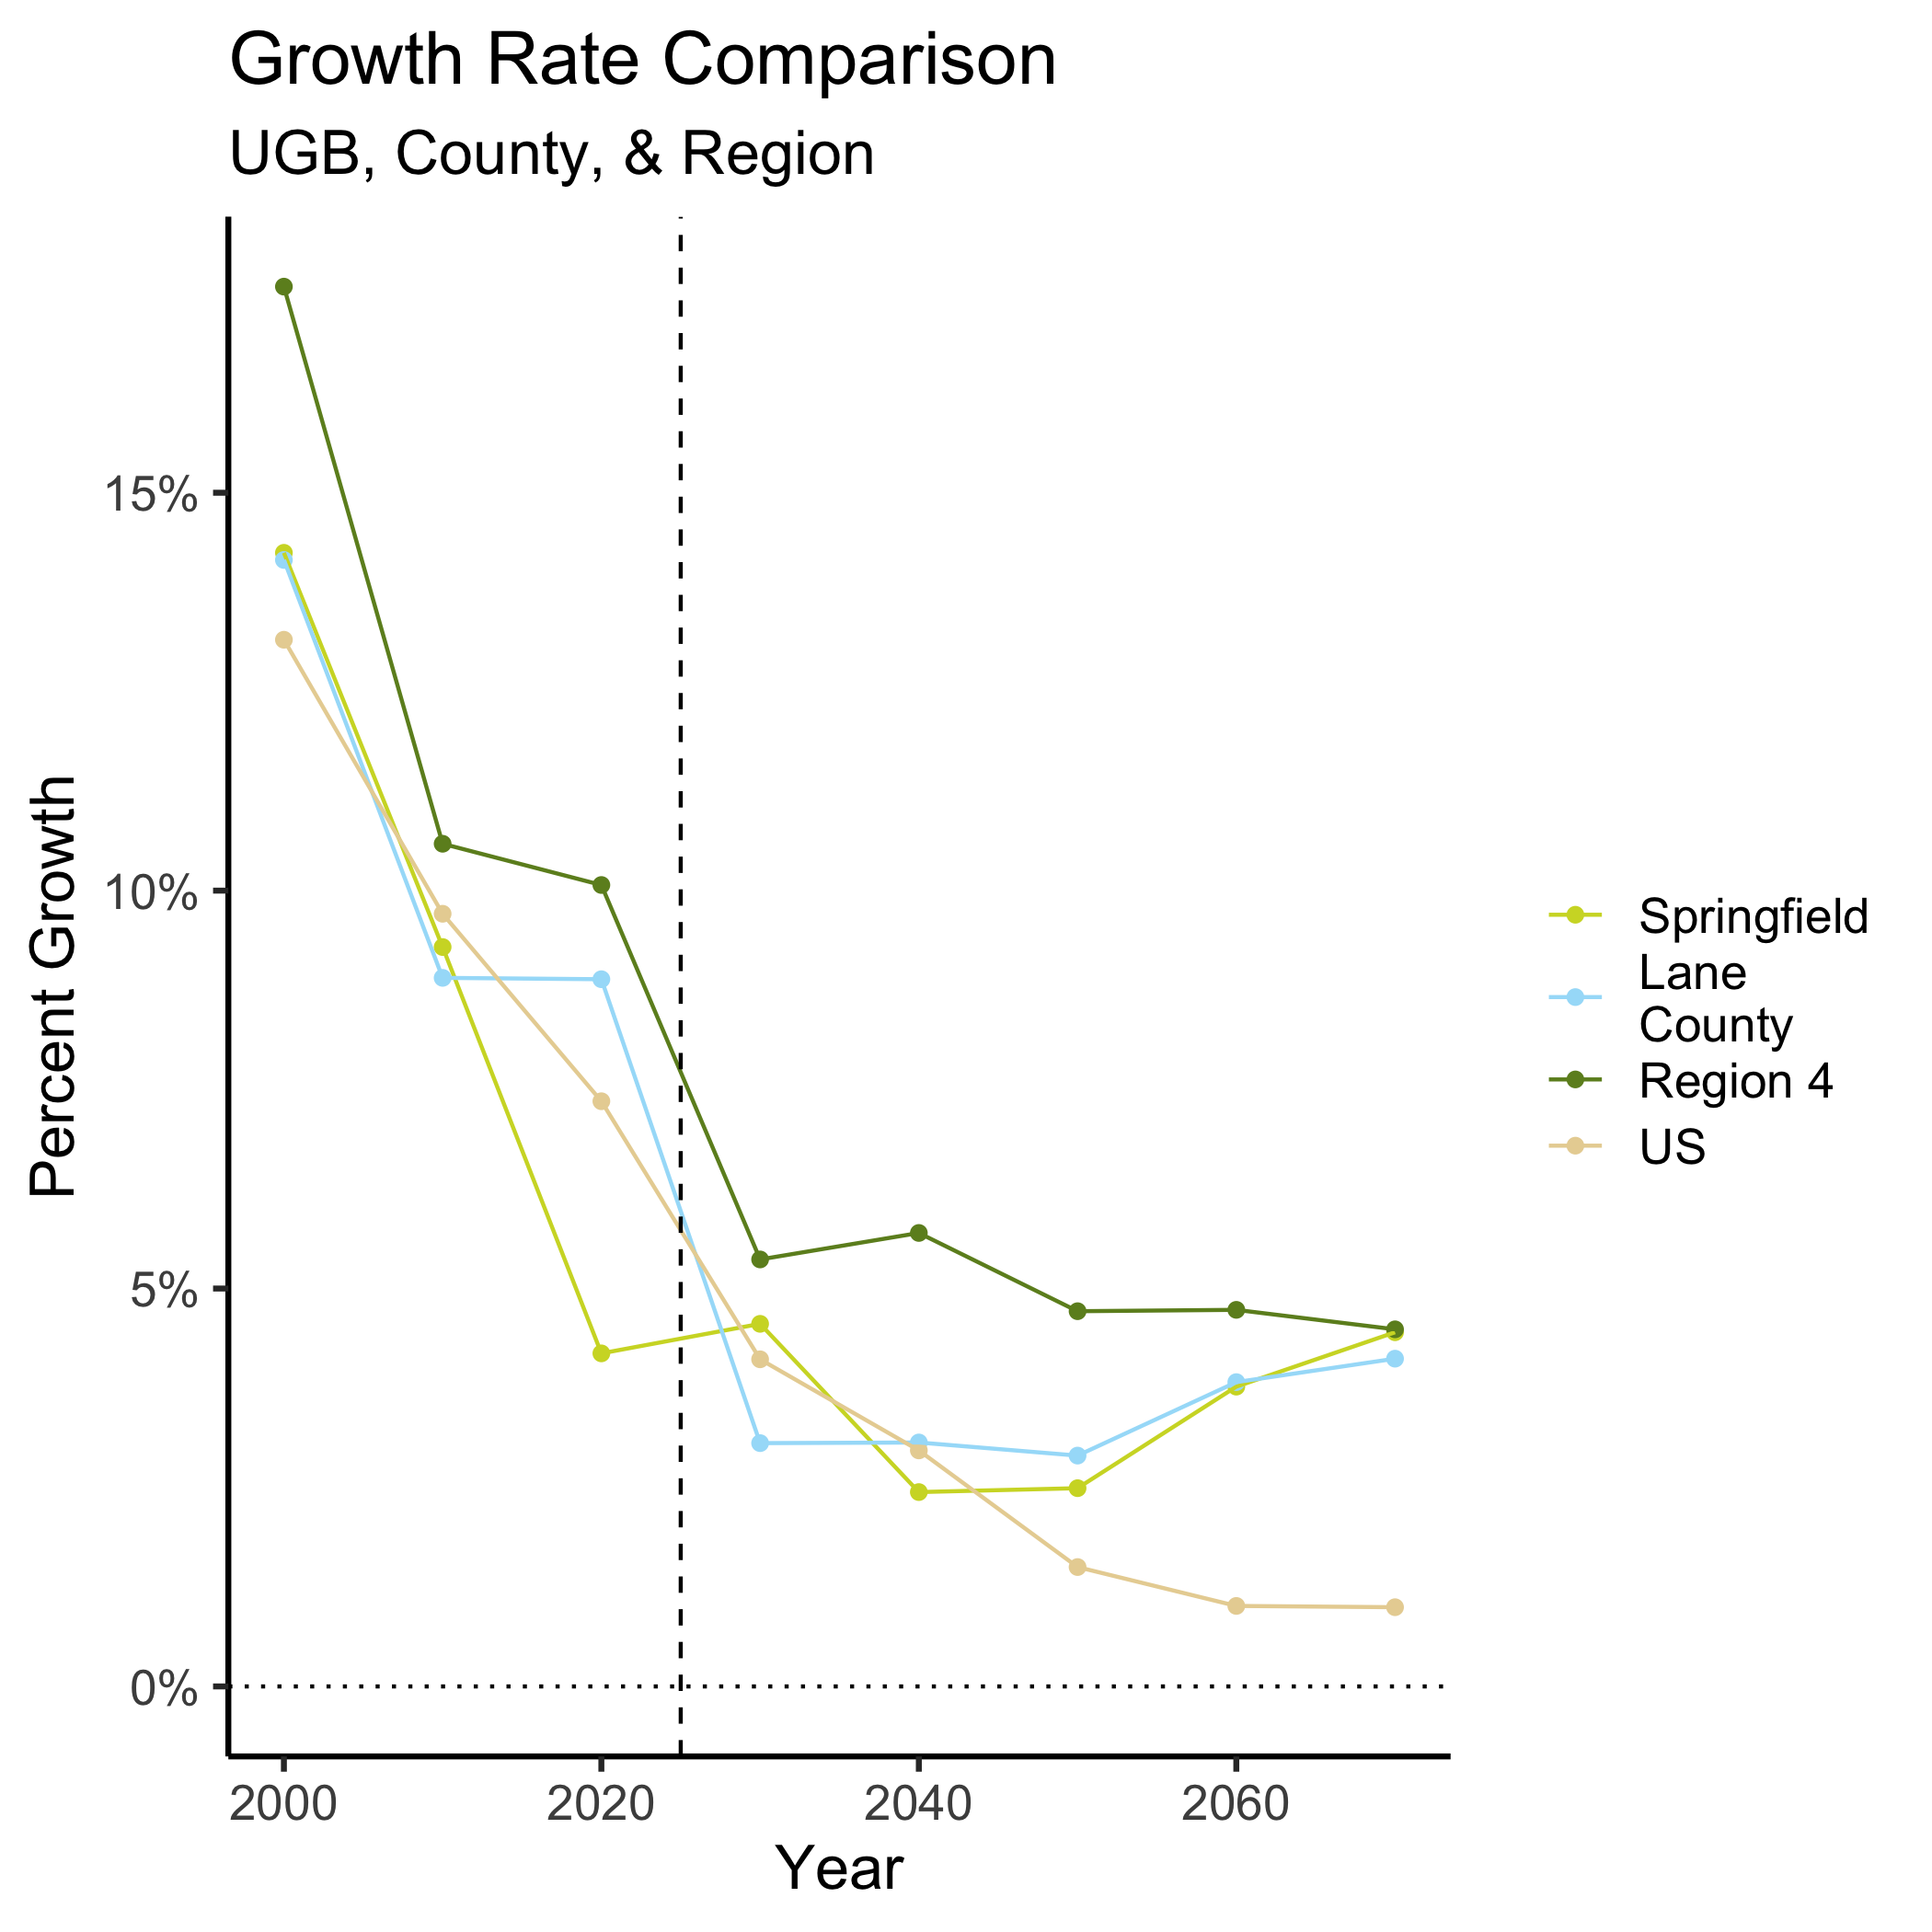 Growth Rate Comparison
UGB, County, & Region
15%
10%
5%
0%
Percent Growth
2000
2020
2040
2060
Year
Springfield
Lane
County
Region 4
US